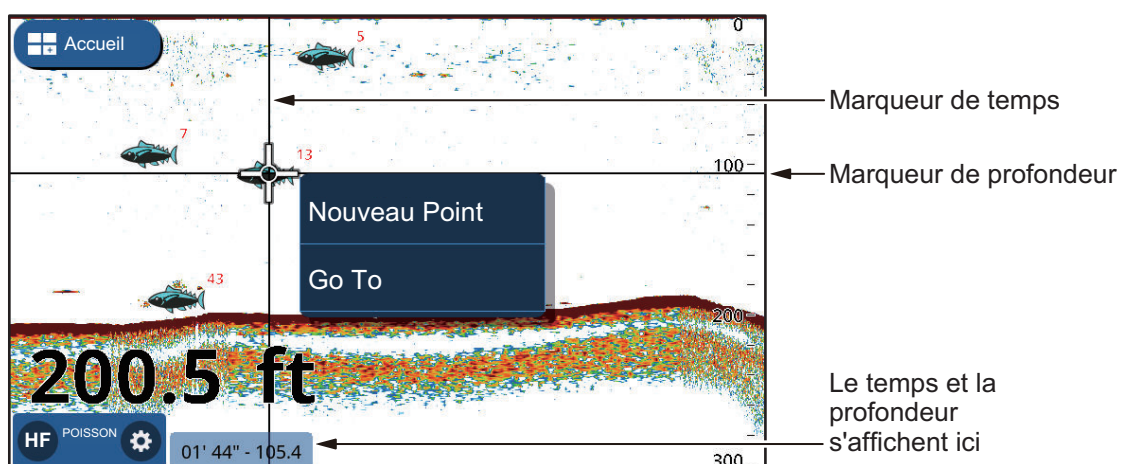 Accueil
0
5
Marqueur de temps
7
13
100
Marqueur de profondeur
Nouveau Point
Go To
43
200
200.5 ft
Le temps et la
profondeur
s'affichent ici
HF POISSON
01' 44" - 105.4
300